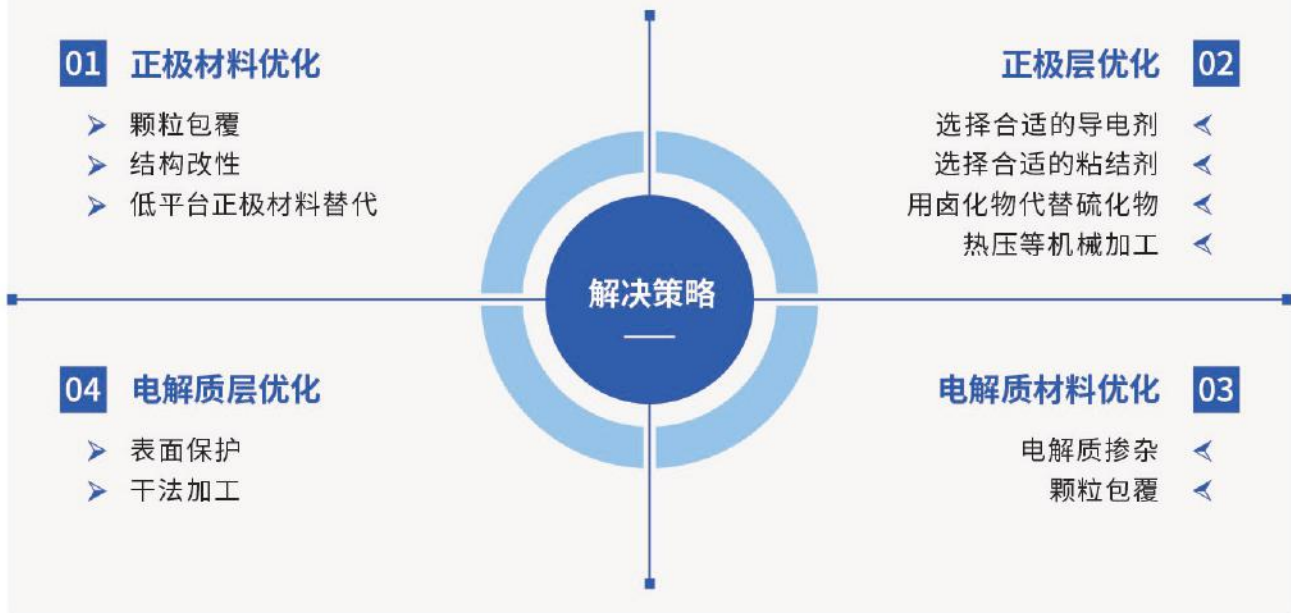 01 正极材料优化
颗粒包覆
结构改性
低平台正极材料替代
正极层优化 02
选择合适的导电剂
选择合适的粘结剂
用卤化物代替硫化物
热压等机械加工
解决策略
04 电解质层优化
表面保护
干法加工
电解质材料优化 03
电解质掺杂
颗粒包覆